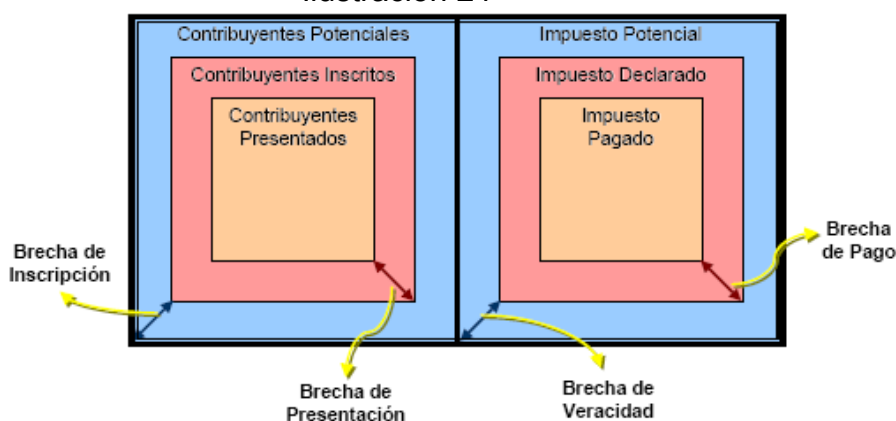 Contribuyentes Potenciales
Impuesto Potencial
Contribuyentes Inscritos
Impuesto Declarado
Contribuyentes
Presentados
Impuesto
Pagado
Brecha de
Inscripción
Brecha
de Pago
Brecha de
Presentación
Brecha de
Veracidad